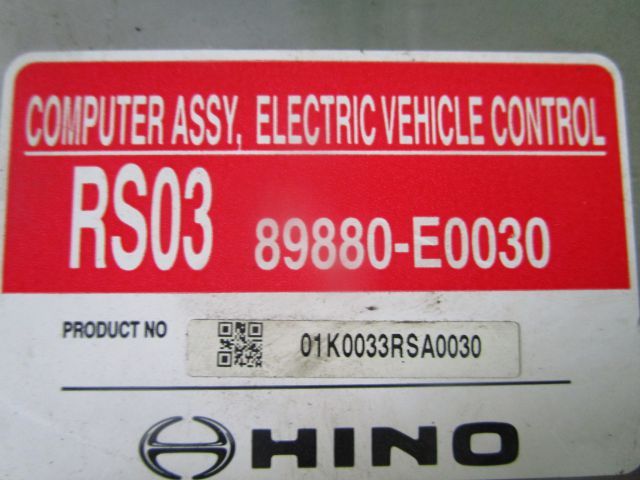 COMPUTER ASSY, ELECTRIC VEHICLE CONTROL
RS03 89880-E0030
PRODUCT NO 01K0033RSA0030
HINO